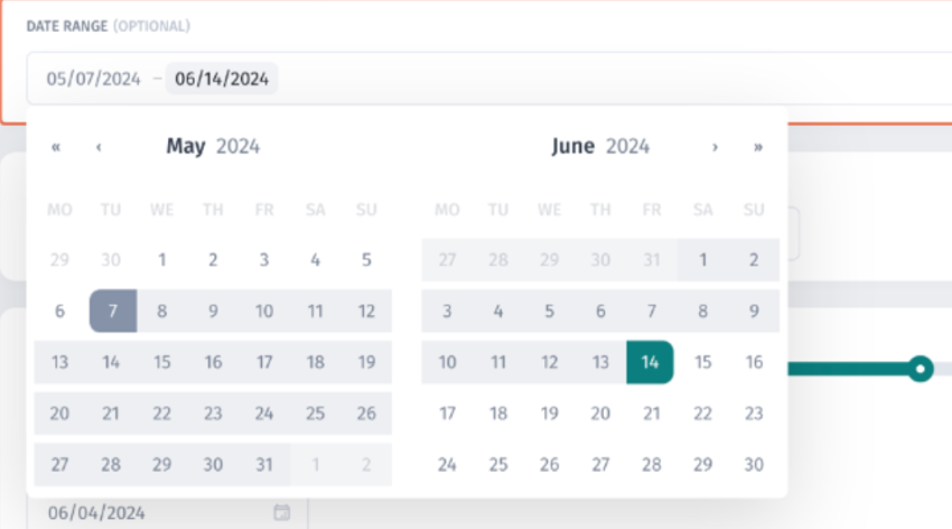 DATE RANGE (OPTIONAL)
05/07/2024 – 06/14/2024
« ‹ May 2024
MO TU WE TH FR SA SU
29 30 1 2 3 4 5
6 7 8 9 10 11 12
13 14 15 16 17 18 19
20 21 22 23 24 25 26
27 28 29 30 31 1 2
June 2024 › »
MO TU WE TH FR SA SU
27 28 29 30 31 1 2
3 4 5 6 7 8 9
10 11 12 13 14 15 16
17 18 19 20 21 22 23
24 25 26 27 28 29 30
06/04/2024